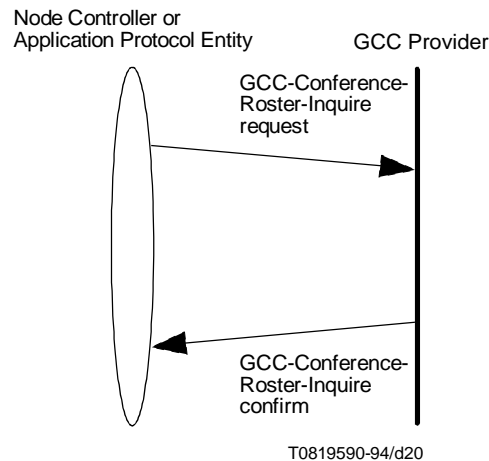 Node Controller or
Application Protocol Entity
GCC Provider
GCC-Conference-
Roster-Inquire
request
GCC-Conference-
Roster-Inquire
confirm
T0819590-94/d20